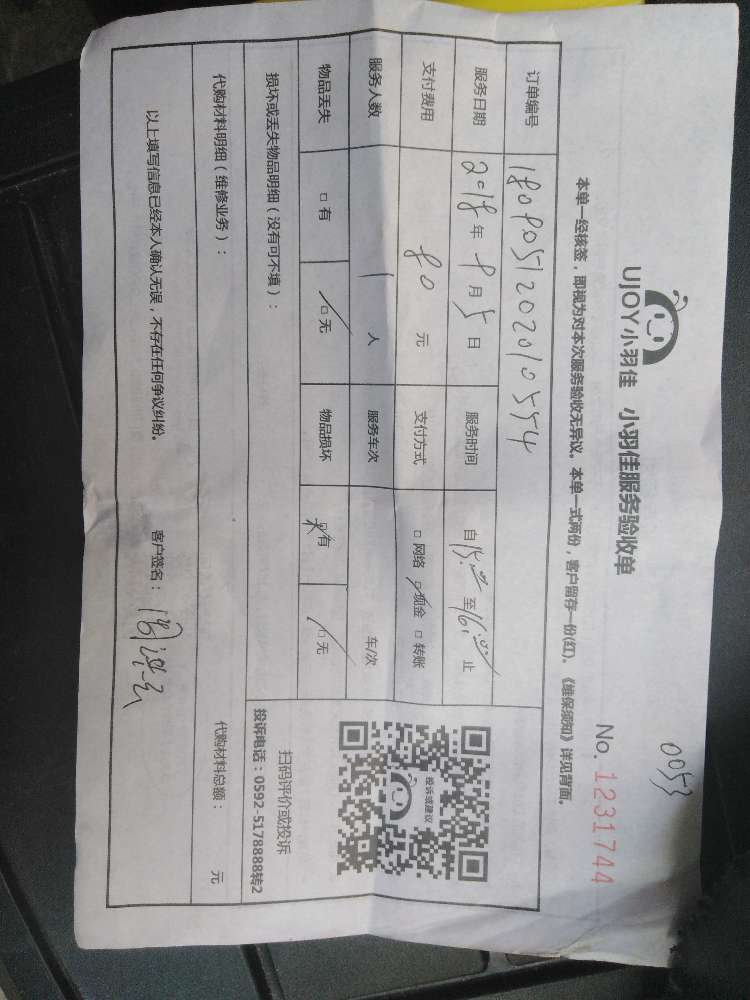 0053
UJOY小羽佳 小羽佳服务验收单
No. 1231744
本单一经核签，即视为对本次服务验收无异议。本单一式两份，客户留存一份(红)。《维保须知》详见背面。
订单编号 180905120201 0554
服务日期 2018年9月5日 服务时间 自15:00至16:00止
支付费用 80元 支付方式 □网络 ☑现金 □转账
服务人数 1人 服务车次 车/次
物品丢失 □有 ☑无 物品损坏 有 ☑无
损坏或丢失物品明细（没有可不填）：
代购材料明细（维修业务）： 代购材料总额： 元
以上填写信息已经本人确认无误，不存在任何争议纠纷。 客户签名：
投诉或建议
扫码评价或投诉
投诉电话：0592-5178888转2